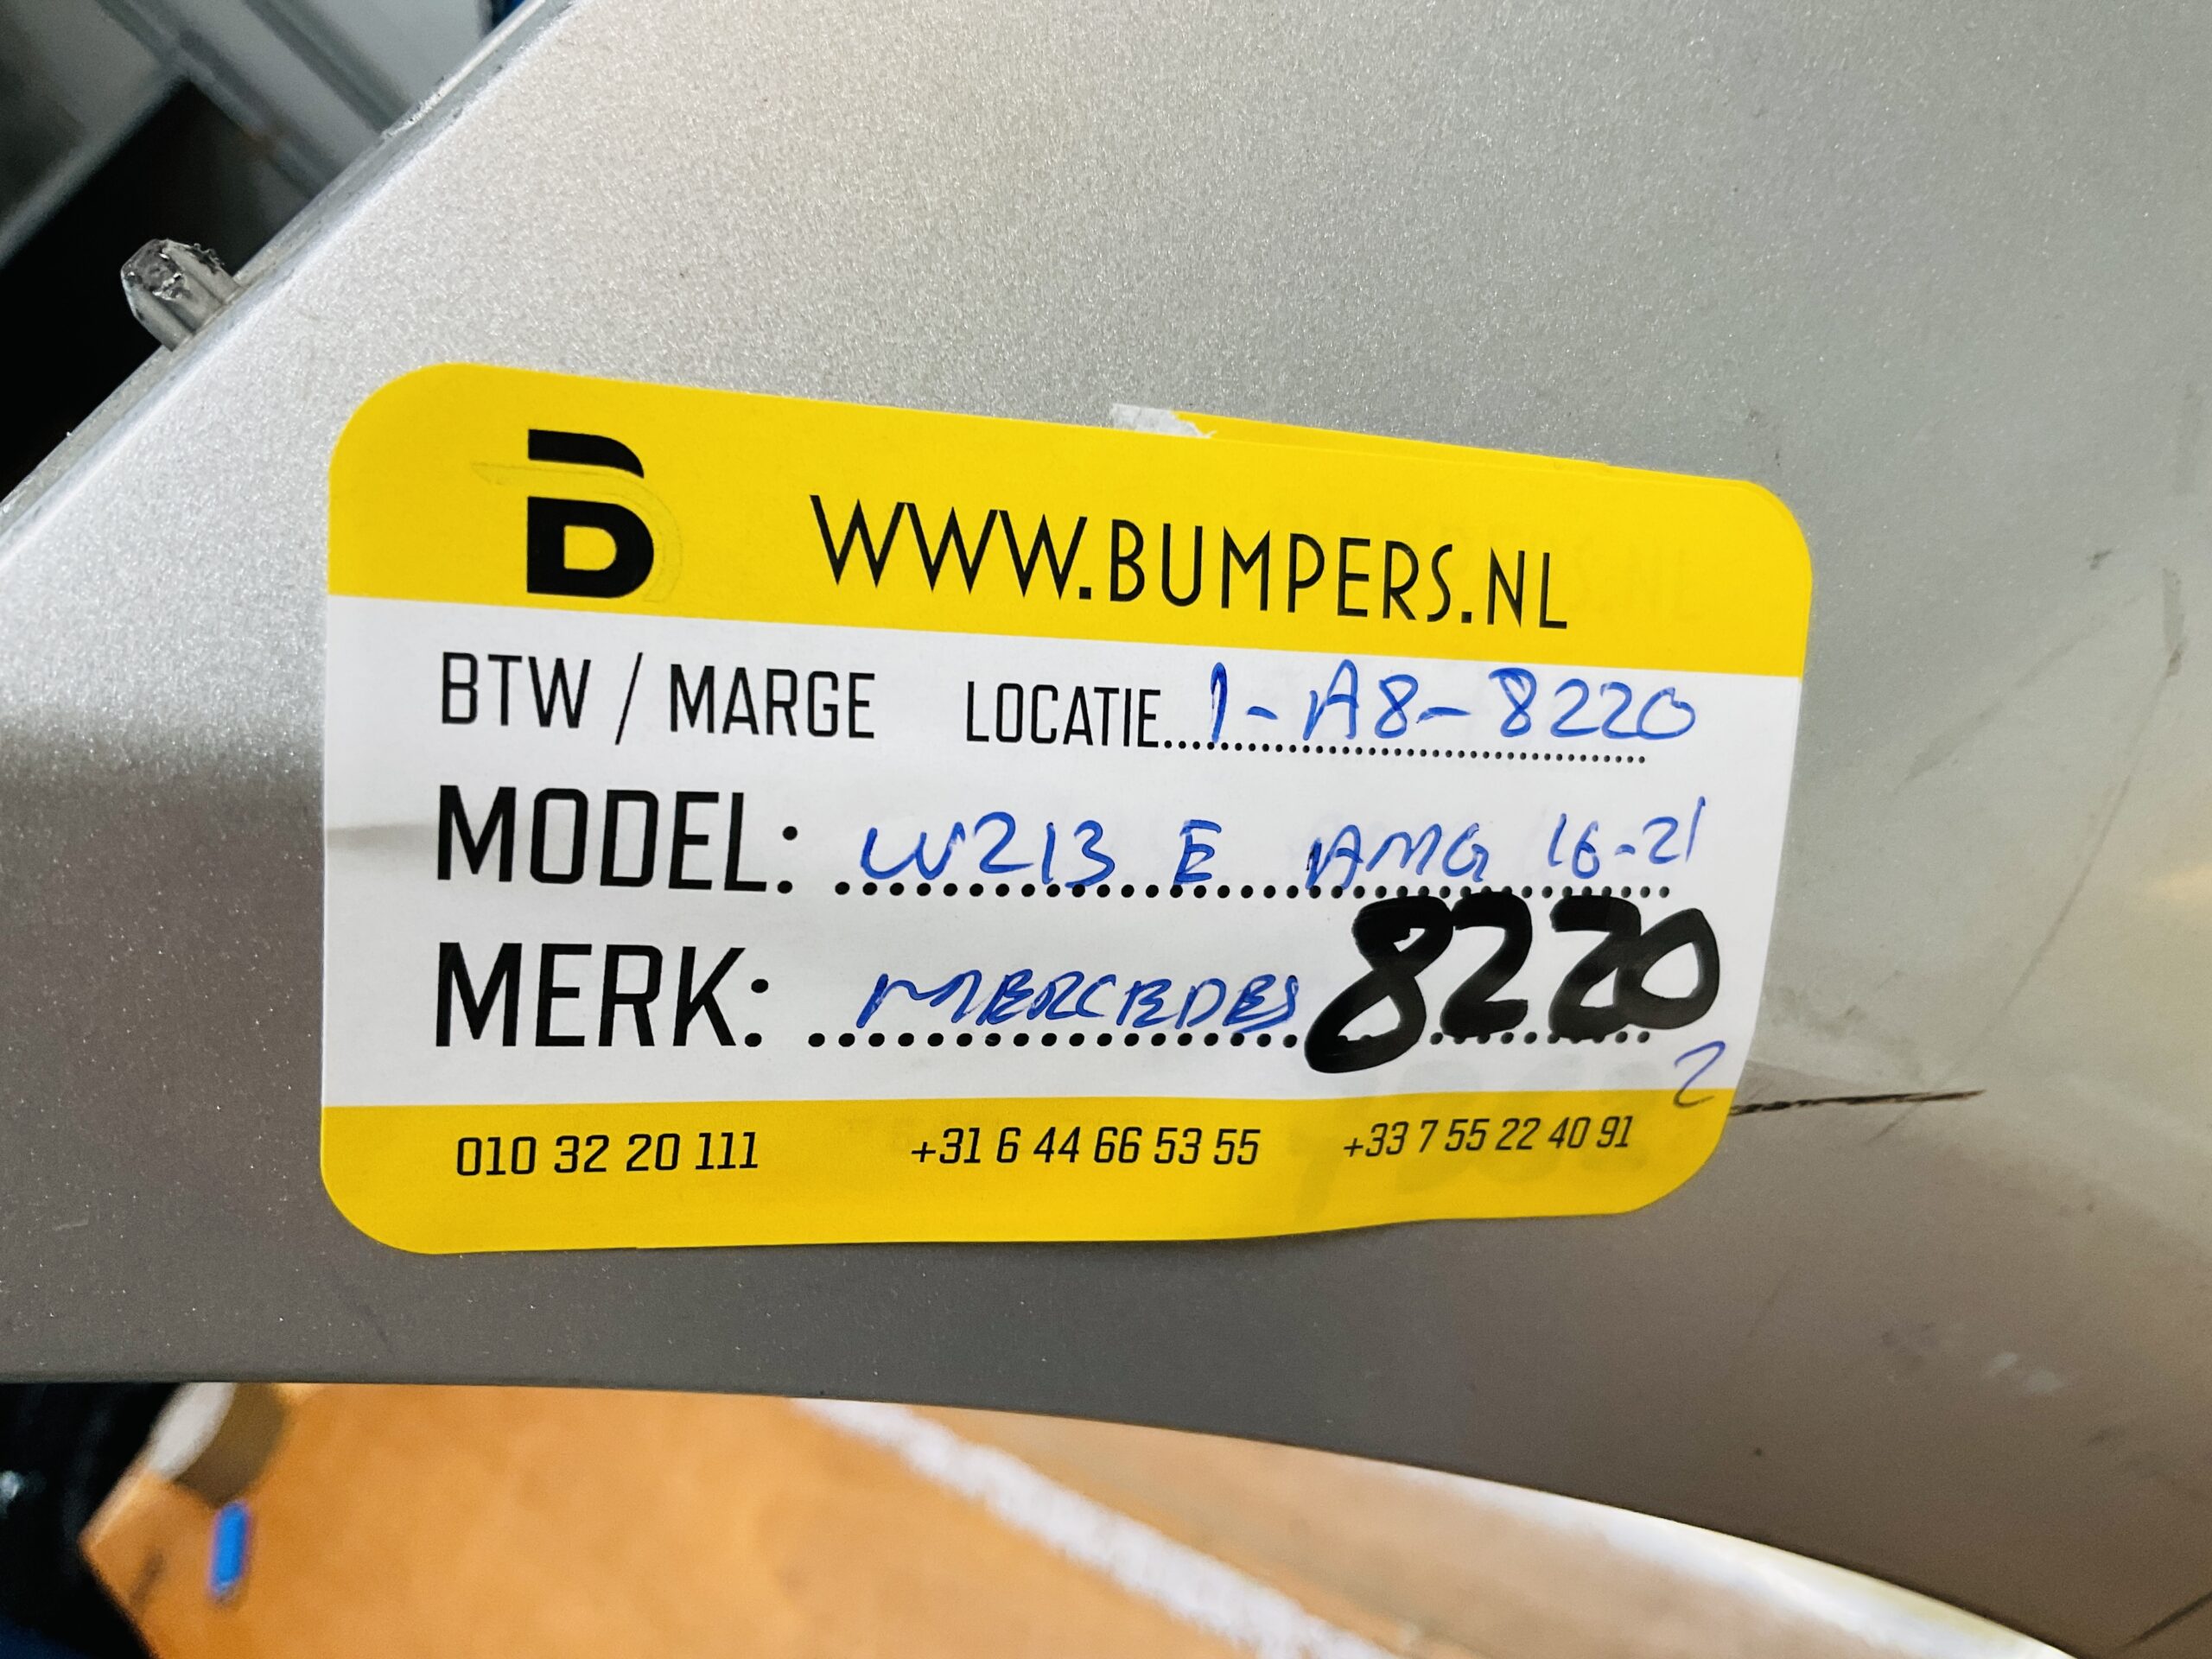 B WWW.BUMPERS.NL
BTW / MARGE LOCATIE...1-A8-8220
MODEL: W213 E AMG 16-21
MERK: MERCEDES 8220
2
010 32 20 111 +31 6 44 66 53 55 +33 7 55 22 40 91